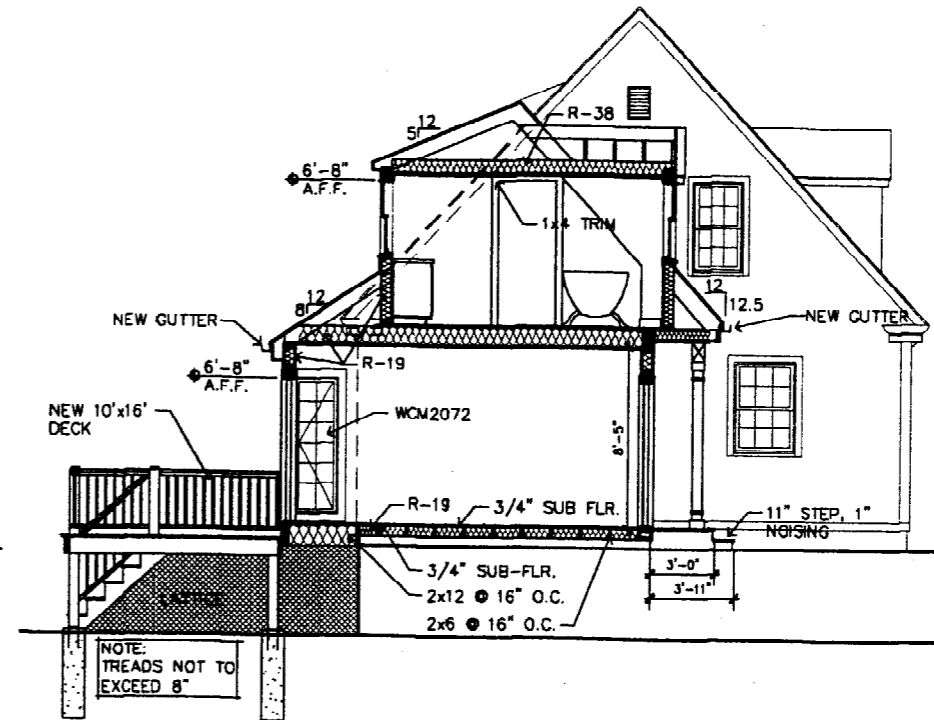 R-38
12
5
6'-8"
A.F.F.
1x4 TRIM
12
8
12
12.5
NEW GUTTER
NEW GUTTER
R-19
6'-8"
A.F.F.
WCM2072
NEW 10'x16'
DECK
8'-5"
R-19
3/4" SUB FLR.
11" STEP, 1"
NOISING
3/4" SUB-FLR.
3'-0"
2x12 @ 16" O.C.
3'-11"
2x6 @ 16" O.C.
LATTICE
NOTE:
TREADS NOT TO
EXCEED 8"